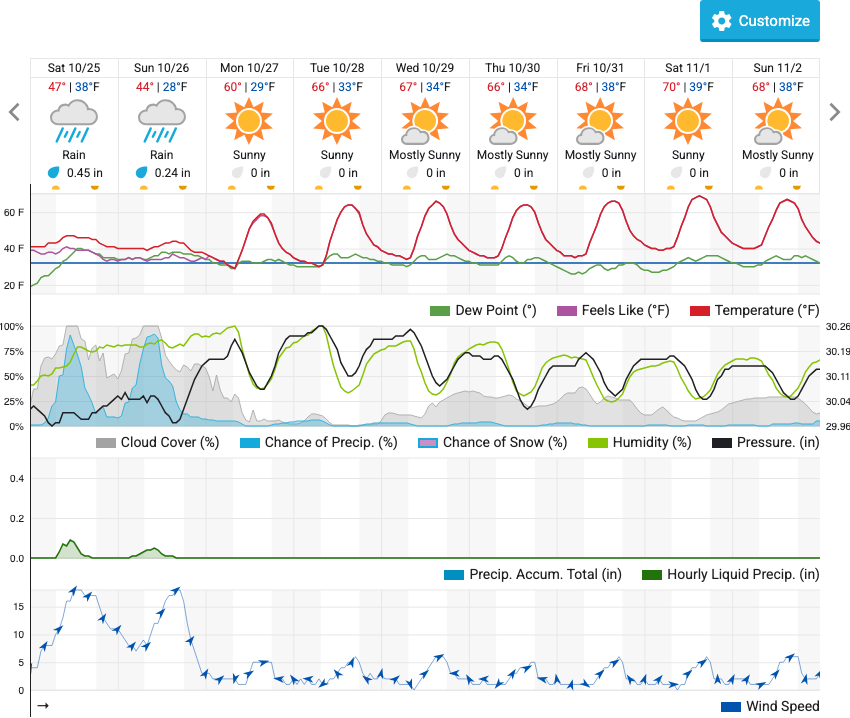 Customize
Sat 10/25 Sun 10/26 Mon 10/27 Tue 10/28 Wed 10/29 Thu 10/30 Fri 10/31 Sat 11/1 Sun 11/2
47° | 38°F 44° | 28°F 60° | 29°F 66° | 33°F 67° | 34°F 66° | 34°F 68° | 38°F 70° | 39°F 68° | 38°F
Rain Rain Sunny Sunny Mostly Sunny Mostly Sunny Mostly Sunny Sunny Mostly Sunny
0.45 in 0.24 in 0 in 0 in 0 in 0 in 0 in 0 in 0 in
60 F
40 F
20 F
Dew Point (°) Feels Like (°F) Temperature (°F)
100% 30.26
75% 30.19
50% 30.11
25% 30.04
0% 29.96
Cloud Cover (%) Chance of Precip. (%) Chance of Snow (%) Humidity (%) Pressure. (in)
0.4
0.2
0.0
Precip. Accum. Total (in) Hourly Liquid Precip. (in)
15
10
5
0
Wind Speed